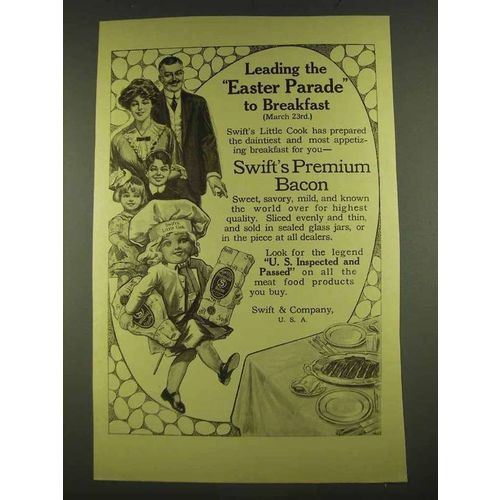 Leading the
"Easter Parade"
to Breakfast
(March 23rd.)
Swift's Little Cook has prepared
the daintiest and most appetiz-
ing breakfast for you—
Swift's Premium
Bacon
Sweet, savory, mild, and known
the world over for highest
quality. Sliced evenly and thin,
and sold in sealed glass jars, or
in the piece at all dealers.
Look for the legend
"U. S. Inspected and
Passed" on all the
meat food products
you buy.
Swift & Company,
U. S. A.
Swift's
Little Cook